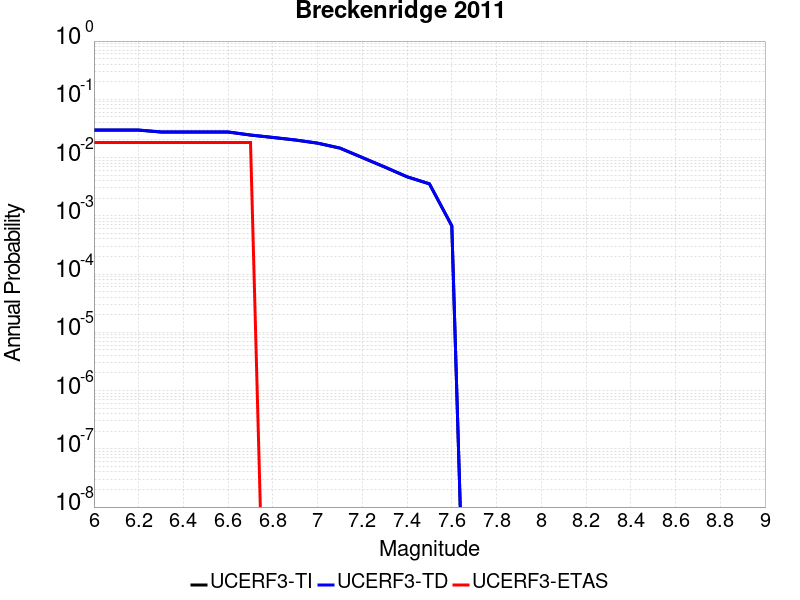 Breckenridge 2011
10^0
10^-1
10^-2
10^-3
10^-4
10^-5
10^-6
10^-7
10^-8
Annual Probability
6 6.2 6.4 6.6 6.8 7 7.2 7.4 7.6 7.8 8 8.2 8.4 8.6 8.8 9
Magnitude
UCERF3-TI UCERF3-TD UCERF3-ETAS